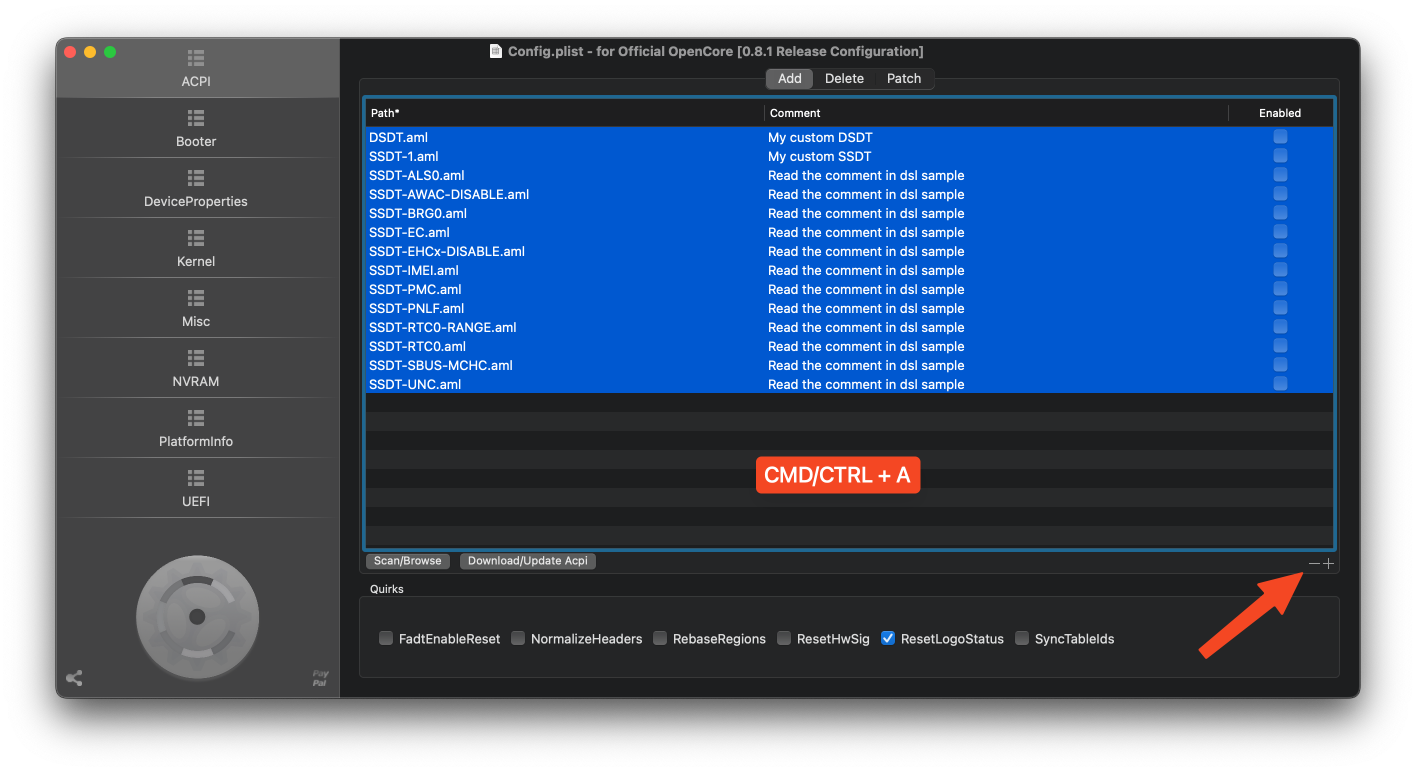 Config.plist - for Official OpenCore [0.8.1 Release Configuration]
ACPI
Booter
DeviceProperties
Kernel
Misc
NVRAM
PlatformInfo
UEFI
Pay
Pal
Add Delete Patch
Path* Comment Enabled
DSDT.aml My custom DSDT
SSDT-1.aml My custom SSDT
SSDT-ALS0.aml Read the comment in dsl sample
SSDT-AWAC-DISABLE.aml Read the comment in dsl sample
SSDT-BRG0.aml Read the comment in dsl sample
SSDT-EC.aml Read the comment in dsl sample
SSDT-EHCx-DISABLE.aml Read the comment in dsl sample
SSDT-IMEI.aml Read the comment in dsl sample
SSDT-PMC.aml Read the comment in dsl sample
SSDT-PNLF.aml Read the comment in dsl sample
SSDT-RTC0-RANGE.aml Read the comment in dsl sample
SSDT-RTC0.aml Read the comment in dsl sample
SSDT-SBUS-MCHC.aml Read the comment in dsl sample
SSDT-UNC.aml Read the comment in dsl sample
CMD/CTRL + A
Scan/Browse Download/Update Acpi
Quirks
FadtEnableReset NormalizeHeaders RebaseRegions ResetHwSig ResetLogoStatus SyncTableIds